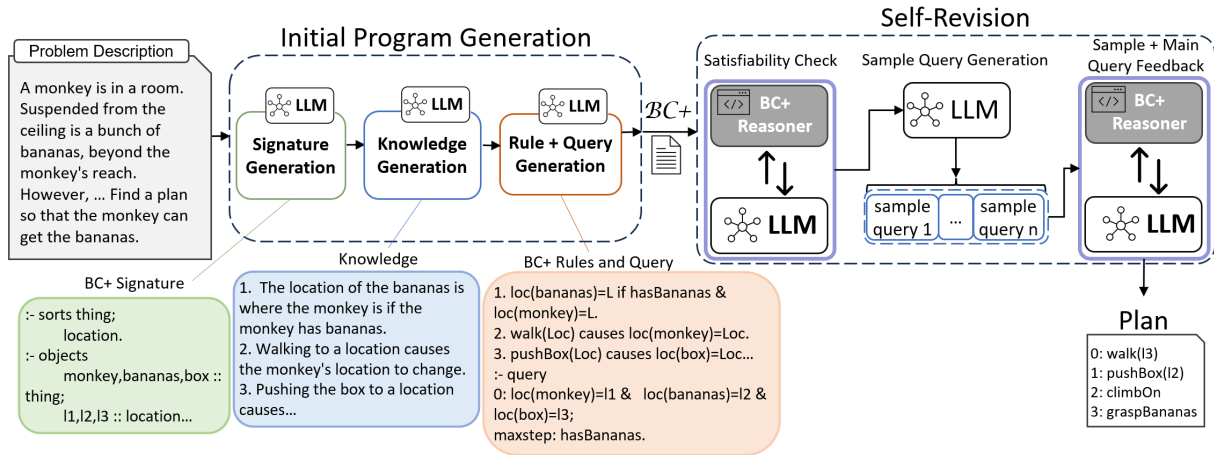 Problem Description
A monkey is in a room.
Suspended from the
ceiling is a bunch of
bananas, beyond the
monkey's reach.
However, ... Find a plan
so that the monkey can
get the bananas.
Initial Program Generation
LLM
Signature
Generation
LLM
Knowledge
Generation
LLM
Rule + Query
Generation
BC+
Self-Revision
Satisfiability Check
</>
BC+
Reasoner
LLM
Sample Query Generation
LLM
sample
query 1
...
sample
query n
Sample + Main
Query Feedback
</>
BC+
Reasoner
LLM
BC+ Signature
:- sorts thing;
location.
:- objects
monkey,bananas,box ::
thing;
l1,l2,l3 :: location...
Knowledge
1. The location of the bananas is
where the monkey is if the
monkey has bananas.
2. Walking to a location causes
the monkey's location to change.
3. Pushing the box to a location
causes...
BC+ Rules and Query
1. loc(bananas)=L if hasBananas &
loc(monkey)=L.
2. walk(Loc) causes loc(monkey)=Loc.
3. pushBox(Loc) causes loc(box)=Loc...
:- query
0: loc(monkey)=l1 & loc(bananas)=l2 &
loc(box)=l3;
maxstep: hasBananas.
Plan
0: walk(l3)
1: pushBox(l2)
2: climbOn
3: graspBananas